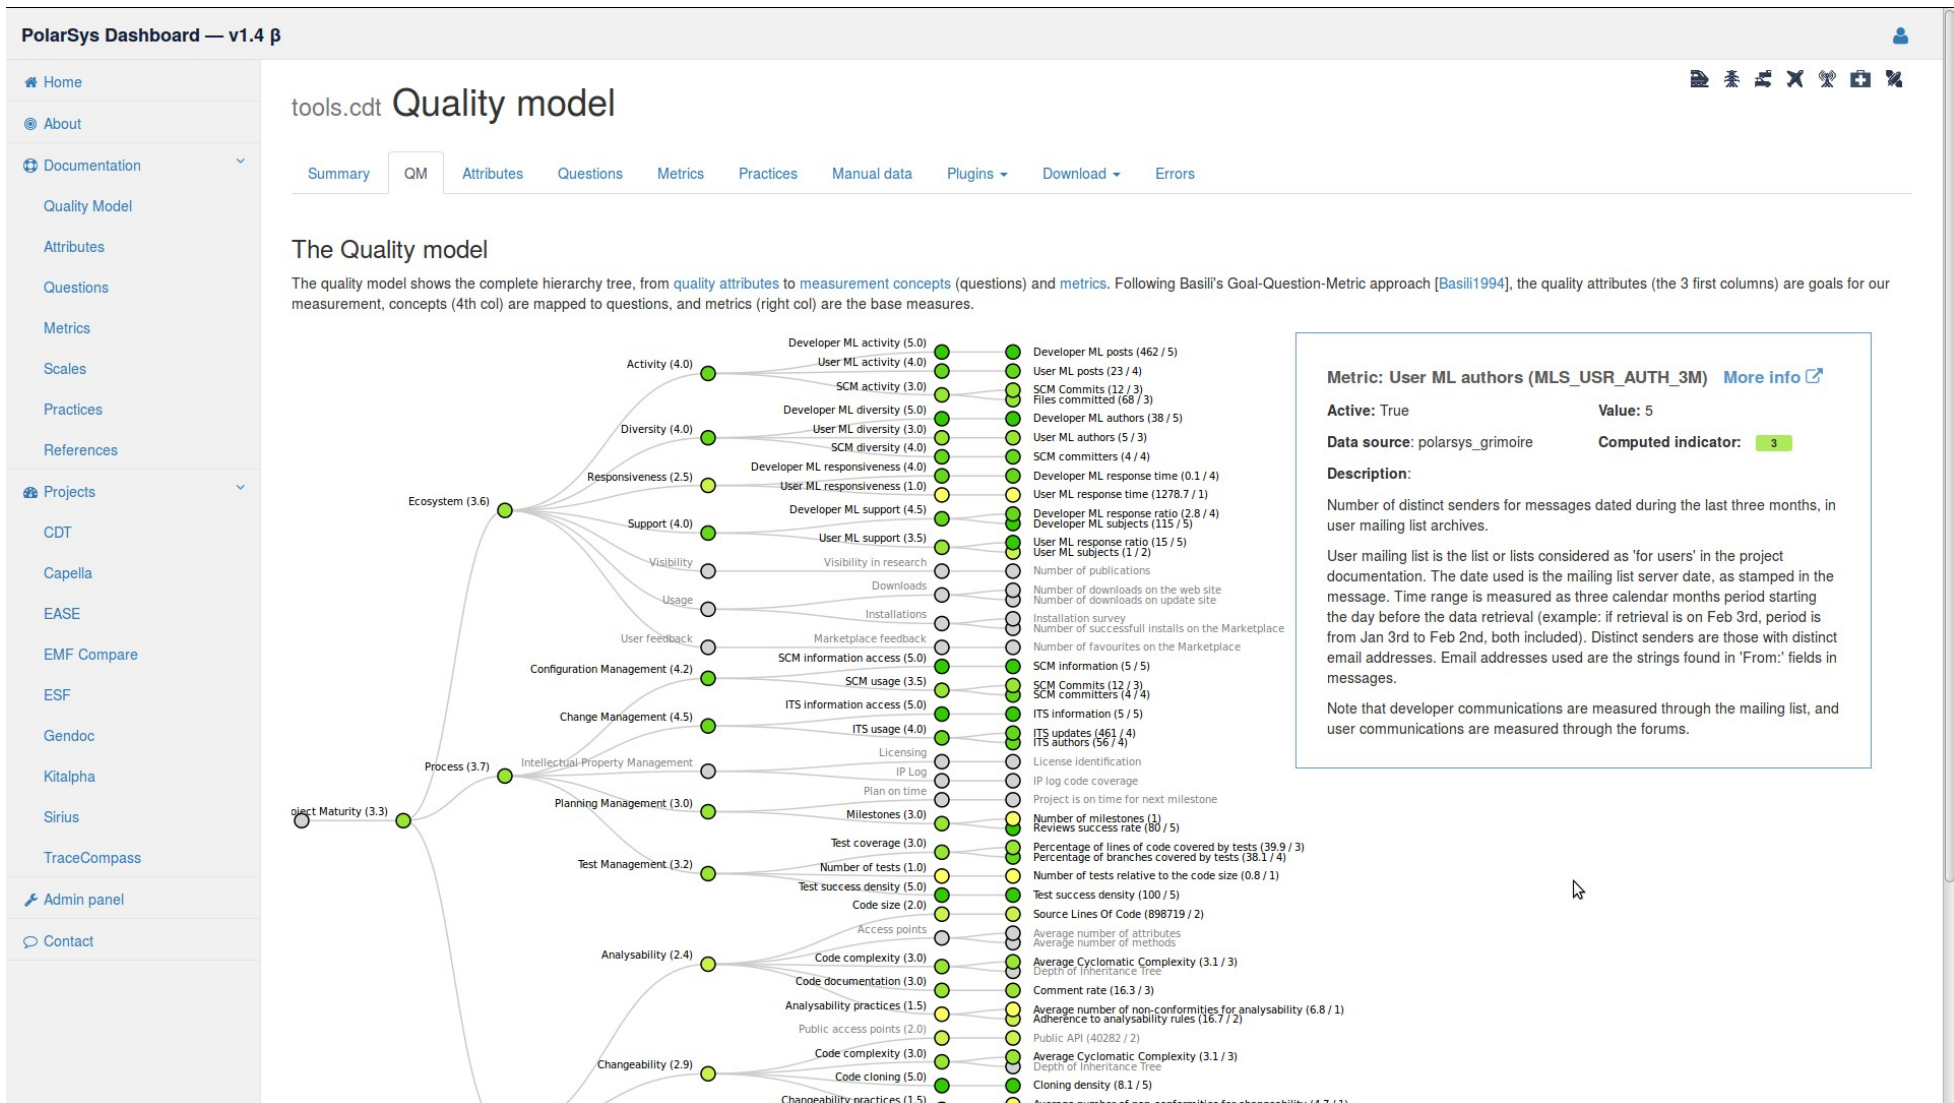 PolarSys Dashboard — v1.4 β
Home
About
Documentation
Quality Model
Attributes
Questions
Metrics
Scales
Practices
References
Projects
CDT
Capella
EASE
EMF Compare
ESF
Gendoc
Kitalpha
Sirius
TraceCompass
Admin panel
Contact
tools.cdt Quality model
Summary QM Attributes Questions Metrics Practices Manual data Plugins Download Errors
The Quality model
The quality model shows the complete hierarchy tree, from quality attributes to measurement concepts (questions) and metrics. Following Basili's Goal-Question-Metric approach [Basili1994], the quality attributes (the 3 first columns) are goals for our
measurement, concepts (4th col) are mapped to questions, and metrics (right col) are the base measures.
oject Maturity (3.3)
Ecosystem (3.6)
Process (3.7)
Activity (4.0)
Diversity (4.0)
Responsiveness (2.5)
Support (4.0)
Visibility
Usage
User feedback
Configuration Management (4.2)
Change Management (4.5)
Intellectual Property Management
Planning Management (3.0)
Test Management (3.2)
Analysability (2.4)
Changeability (2.9)
Developer ML activity (5.0)
User ML activity (4.0)
SCM activity (3.0)
Developer ML diversity (5.0)
User ML diversity (3.0)
SCM diversity (4.0)
Developer ML responsiveness (4.0)
User ML responsiveness (1.0)
Developer ML support (4.5)
User ML support (3.5)
Visibility in research
Downloads
Installations
Marketplace feedback
SCM information access (5.0)
SCM usage (3.5)
ITS information access (5.0)
ITS usage (4.0)
Licensing
IP Log
Plan on time
Milestones (3.0)
Test coverage (3.0)
Number of tests (1.0)
Test success density (5.0)
Code size (2.0)
Access points
Code complexity (3.0)
Code documentation (3.0)
Analysability practices (1.5)
Public access points (2.0)
Code complexity (3.0)
Code cloning (5.0)
Changeability practices (1.5)
Developer ML posts (462 / 5)
User ML posts (23 / 4)
SCM Commits (12 / 3)
Files committed (68 / 3)
Developer ML authors (38 / 5)
User ML authors (5 / 3)
SCM committers (4 / 4)
Developer ML response time (0.1 / 4)
User ML response time (1278.7 / 1)
Developer ML response ratio (2.8 / 4)
Developer ML subjects (115 / 5)
User ML response ratio (15 / 5)
User ML subjects (1 / 2)
Number of publications
Number of downloads on the web site
Number of downloads on update site
Installation survey
Number of successfull installs on the Marketplace
Number of favourites on the Marketplace
SCM information (5 / 5)
SCM Commits (12 / 3)
SCM committers (4 / 4)
ITS information (5 / 5)
ITS updates (461 / 4)
ITS authors (56 / 4)
License identification
IP log code coverage
Project is on time for next milestone
Number of milestones (1)
Reviews success rate (80 / 5)
Percentage of lines of code covered by tests (39.9 / 3)
Percentage of branches covered by tests (38.1 / 4)
Number of tests relative to the code size (0.8 / 1)
Test success density (100 / 5)
Source Lines Of Code (898719 / 2)
Average number of attributes
Average number of methods
Average Cyclomatic Complexity (3.1 / 3)
Depth of Inheritance Tree
Comment rate (16.3 / 3)
Average number of non-conformities for analysability (6.8 / 1)
Adherence to analysability rules (16.7 / 2)
Public API (40282 / 2)
Average Cyclomatic Complexity (3.1 / 3)
Depth of Inheritance Tree
Cloning density (8.1 / 5)
Average number of non-conformities for changeability (4.7 / 1)
Metric: User ML authors (MLS_USR_AUTH_3M) More info
Active: True Value: 5
Data source: polarsys_grimoire Computed indicator: 3
Description:
Number of distinct senders for messages dated during the last three months, in
user mailing list archives.
User mailing list is the list or lists considered as 'for users' in the project
documentation. The date used is the mailing list server date, as stamped in the
message. Time range is measured as three calendar months period starting
the day before the data retrieval (example: if retrieval is on Feb 3rd, period is
from Jan 3rd to Feb 2nd, both included). Distinct senders are those with distinct
email addresses. Email addresses used are the strings found in 'From:' fields in
messages.
Note that developer communications are measured through the mailing list, and
user communications are measured through the forums.